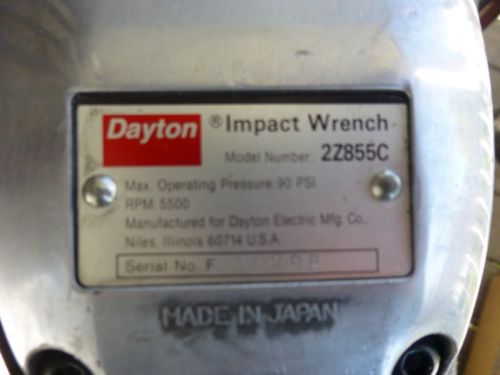 Dayton ® Impact Wrench
Model Number: 2Z855C
Max. Operating Pressure: 90 PSI
RPM: 5500
Manufactured for Dayton Electric Mfg. Co.,
Niles, Illinois 60714 U.S.A.
Serial No. F
MADE IN JAPAN